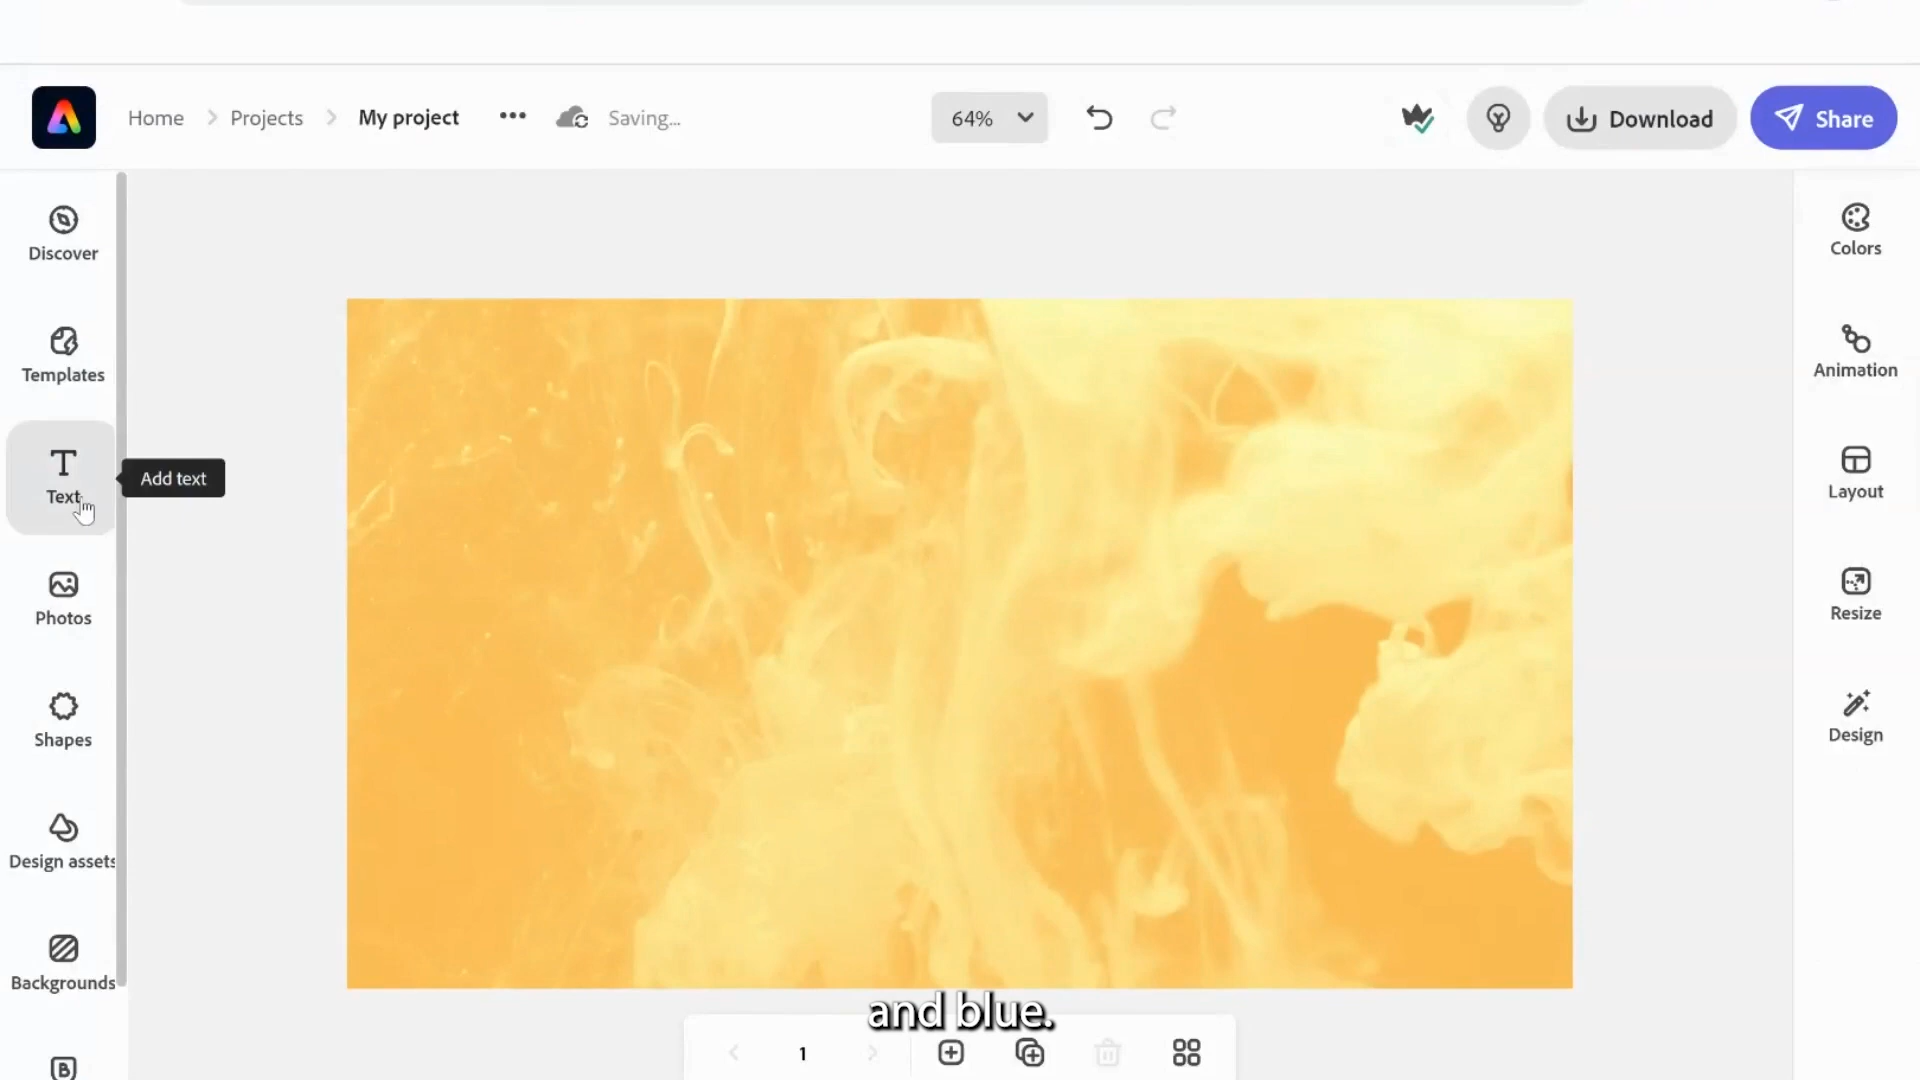 Home > Projects > My project ••• Saving...
64%
Download
Share
Discover
Templates
Text
Add text
Photos
Shapes
Design assets
Backgrounds
B
Colors
Animation
Layout
Resize
Design
and blue.
1